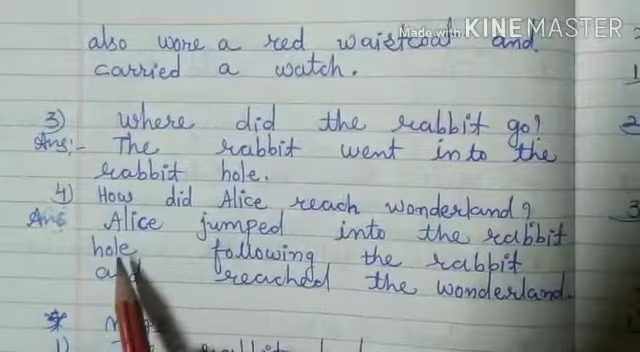 Made with KINEMASTER
also wore a red waistcoat and
carried a watch.
3) Where did the rabbit go?
Ans:- The rabbit went into the
rabbit hole.
4) How did Alice reach wonderland?
Ans Alice jumped into the rabbit
hole following the rabbit
and reached the wonderland.
1)